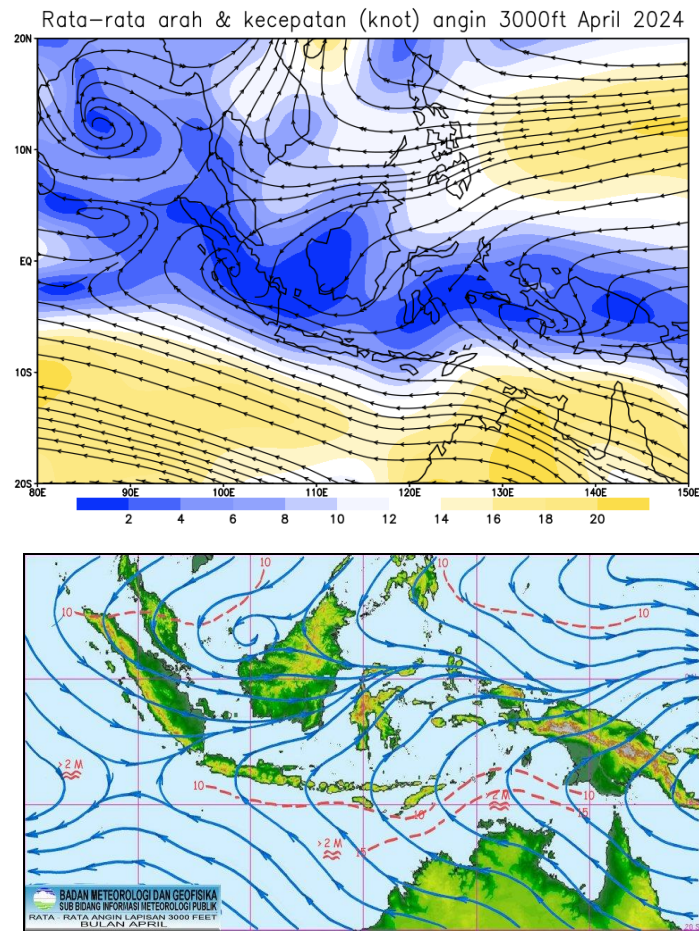 Rata-rata arah & kecepatan (knot) angin 3000ft April 2024
20N
10N
EQ
10S
20S
80E 90E 100E 110E 120E 130E 140E 150E
2 4 6 8 10 12 14 16 18 20
10
10
10
10
>2 M
10
>2 M
10
10
15
>2 M
15
BADAN METEOROLOGI DAN GEOFISIKA
SUB BIDANG INFORMASI METEOROLOGI PUBLIK
RATA - RATA ANGIN LAPISAN 3000 FEET
BULAN APRIL